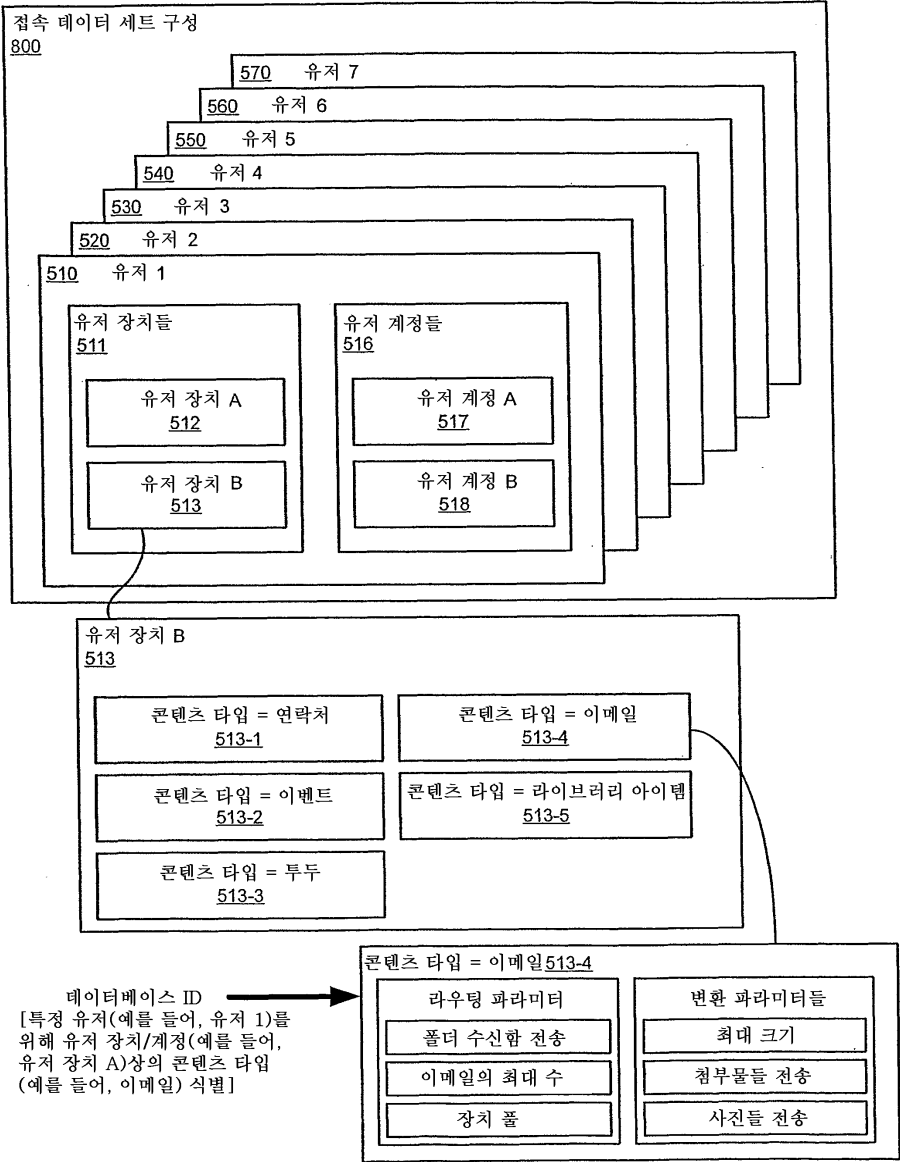 접속 데이터 세트 구성
800
570 유저 7
560 유저 6
550 유저 5
540 유저 4
530 유저 3
520 유저 2
510 유저 1
유저 장치들
511
유저 장치 A
512
유저 장치 B
513
유저 계정들
516
유저 계정 A
517
유저 계정 B
518
유저 장치 B
513
콘텐츠 타입 = 연락처
513-1
콘텐츠 타입 = 이메일
513-4
콘텐츠 타입 = 이벤트
513-2
콘텐츠 타입 = 라이브러리 아이템
513-5
콘텐츠 타입 = 투두
513-3
콘텐츠 타입 = 이메일513-4
라우팅 파라미터
폴더 수신함 전송
이메일의 최대 수
장치 풀
변환 파라미터들
최대 크기
첨부물들 전송
사진들 전송
데이터베이스 ID
[특정 유저(예를 들어, 유저 1)를
위해 유저 장치/계정(예를 들어,
유저 장치 A)상의 콘텐츠 타입
(예를 들어, 이메일) 식별]